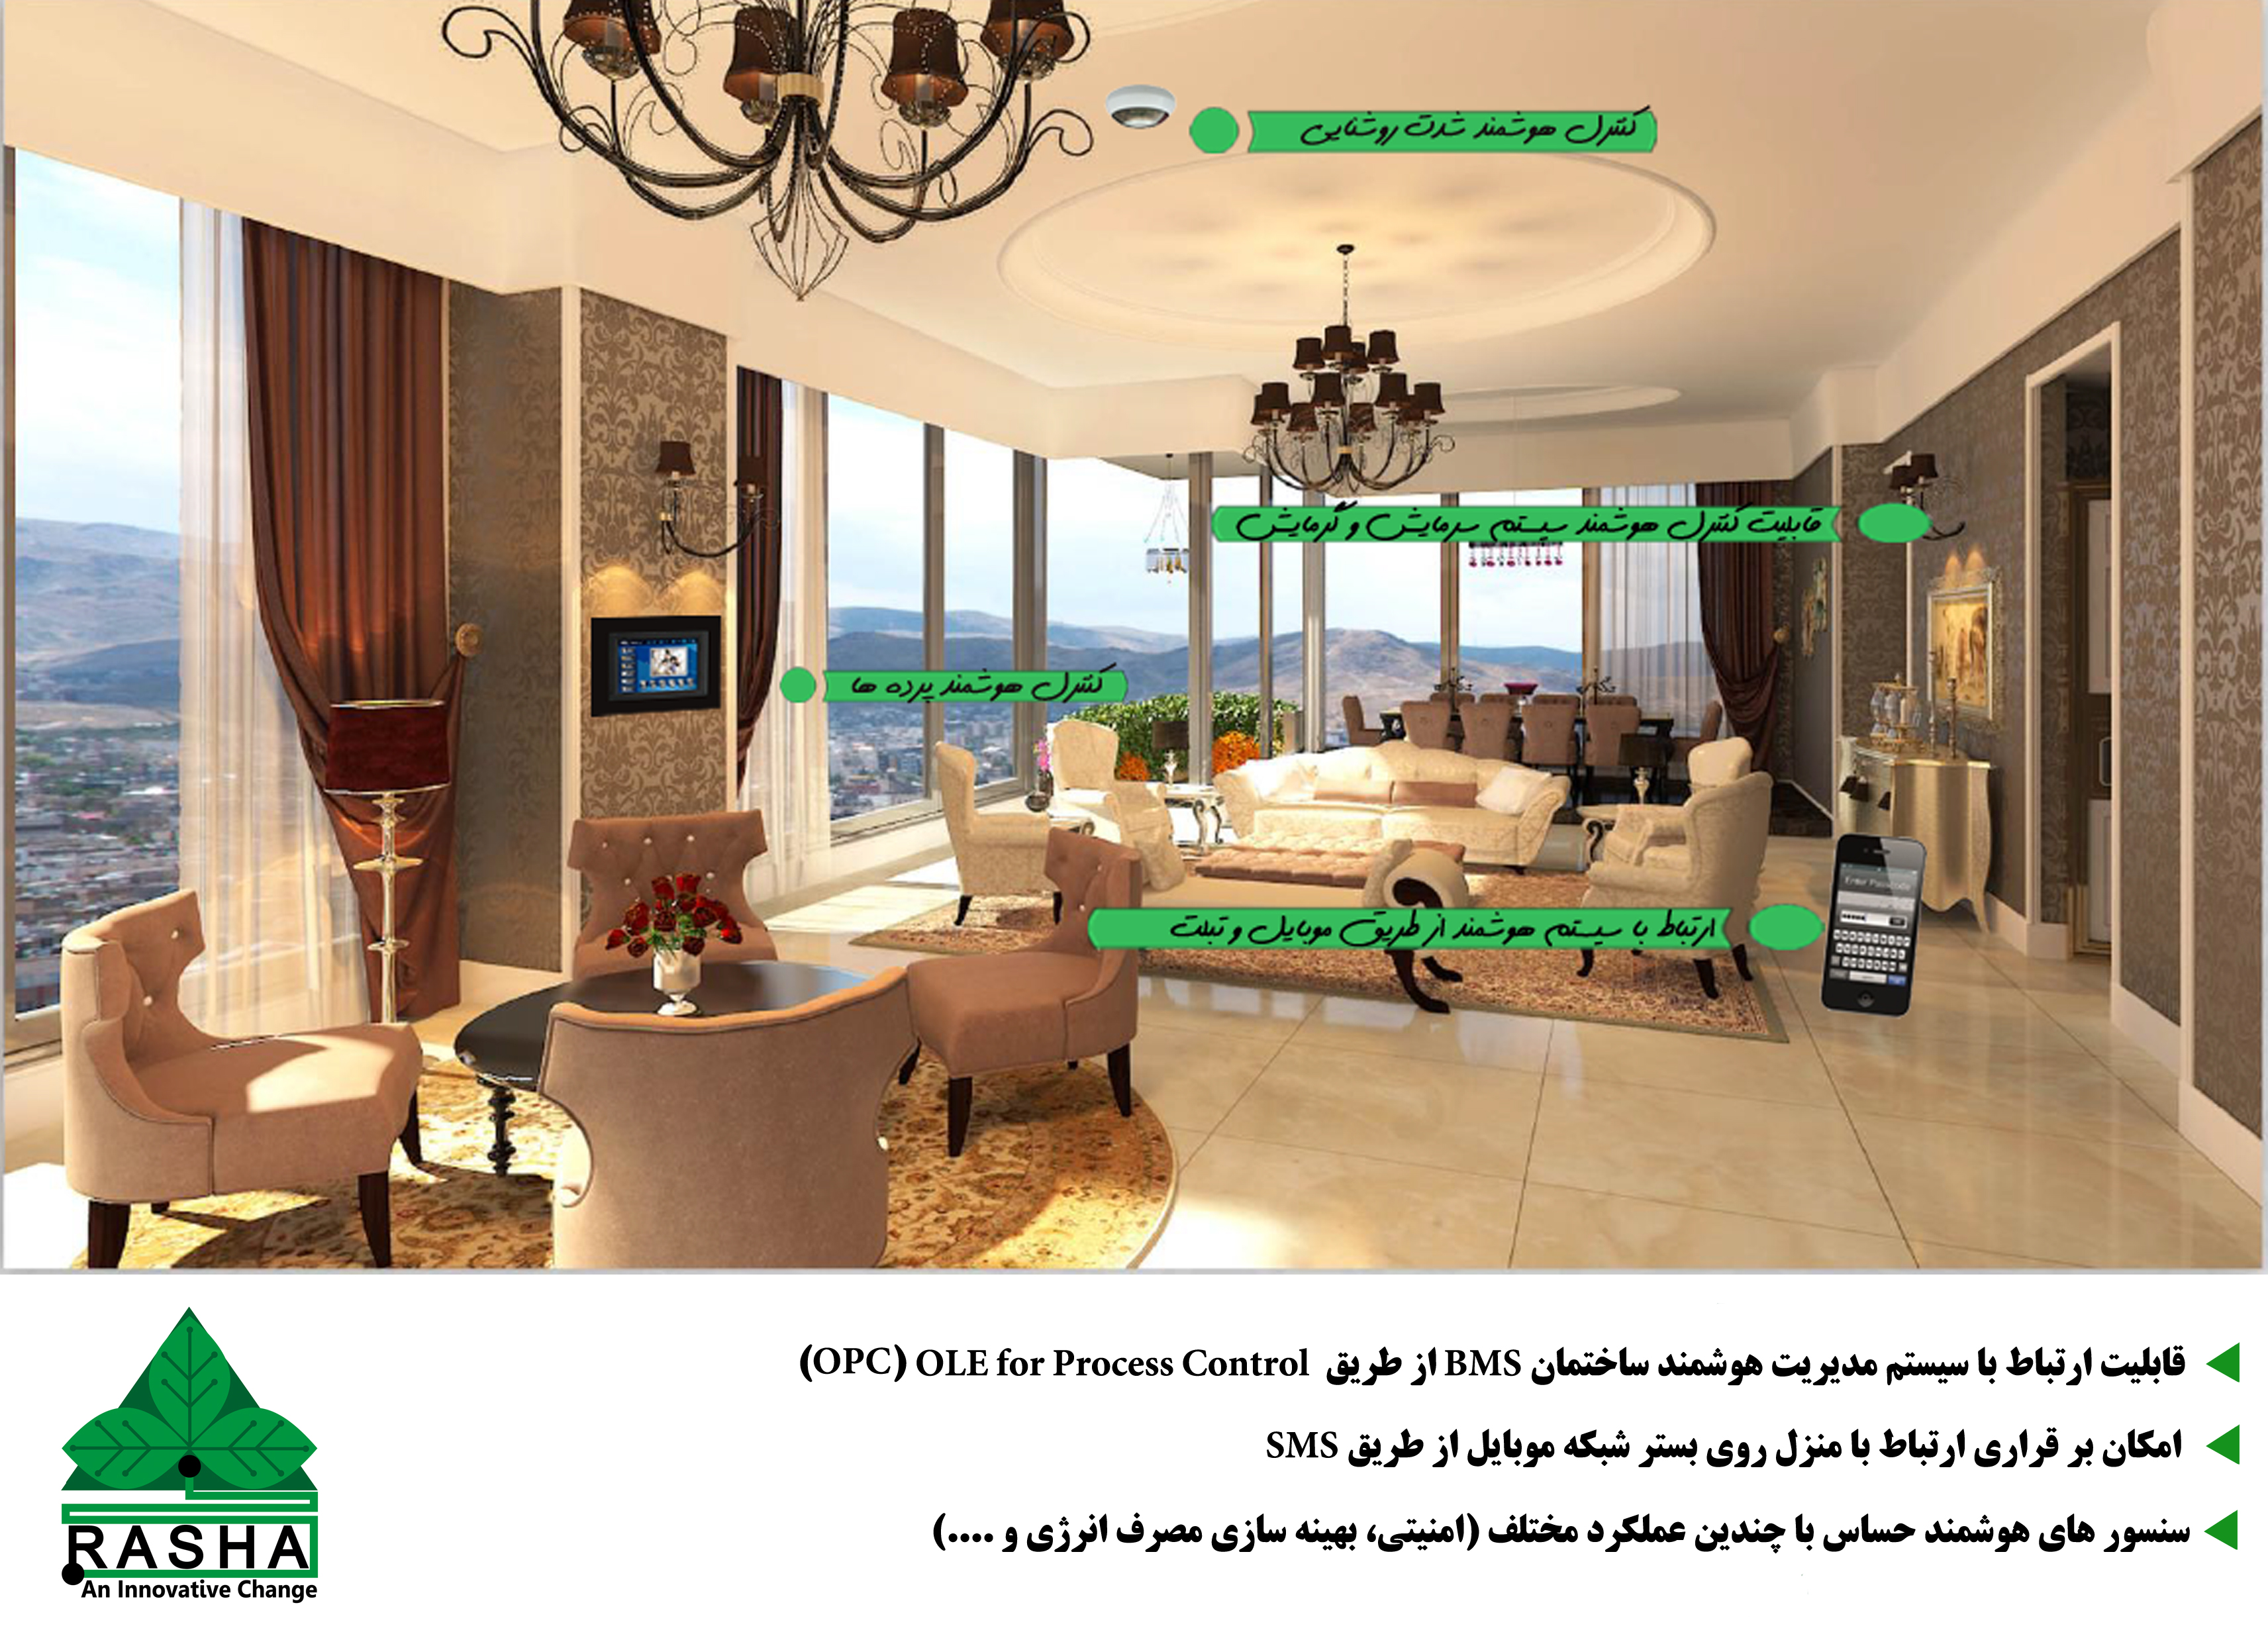 کنترل هوشمند شدت روشنایی
قابلیت کنترل هوشمند سیستم سرمایش و گرمایش
کنترل هوشمند پرده ها
Enter Passcode
ارتباط با سیستم هوشمند از طریق موبایل و تبلت
قابلیت ارتباط با سیستم مدیریت هوشمند ساختمان BMS از طریق OLE for Process Control (OPC)
امکان بر قراری ارتباط با منزل روی بستر شبکه موبایل از طریق SMS
سنسور های هوشمند حساس با چندین عملکرد مختلف (امنیتی، بهینه سازی مصرف انرژی و ....)
RASHA
An Innovative Change